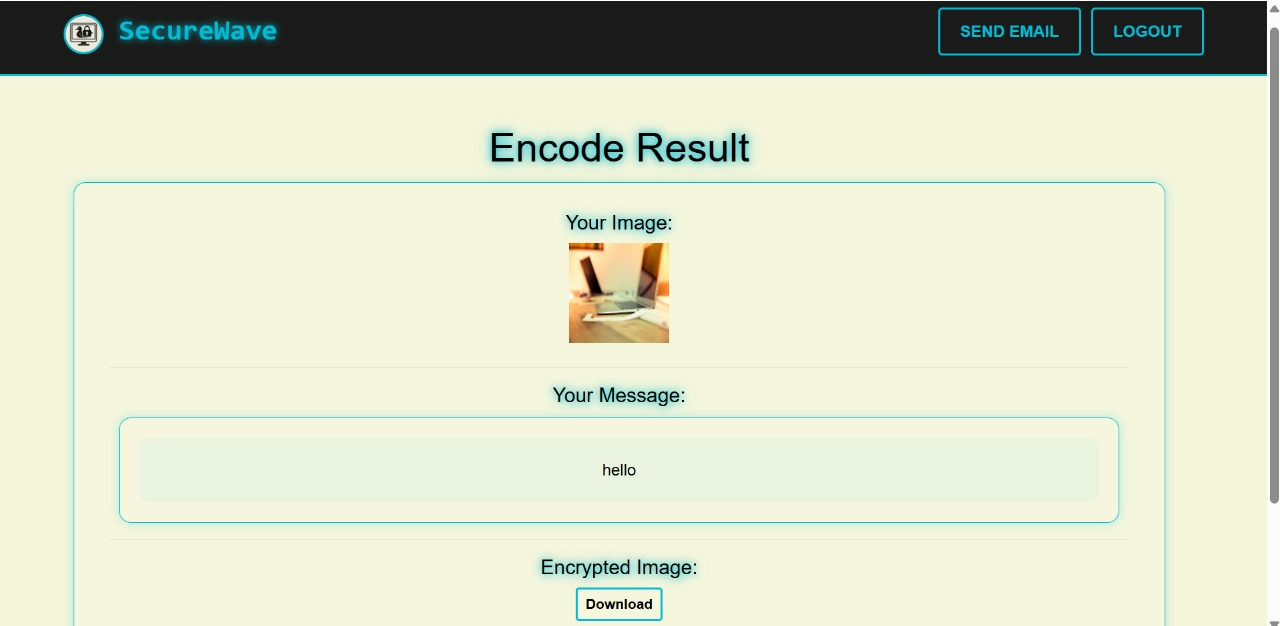 SecureWave
SEND EMAIL
LOGOUT
Encode Result
Your Image:
Your Message:
hello
Encrypted Image:
Download